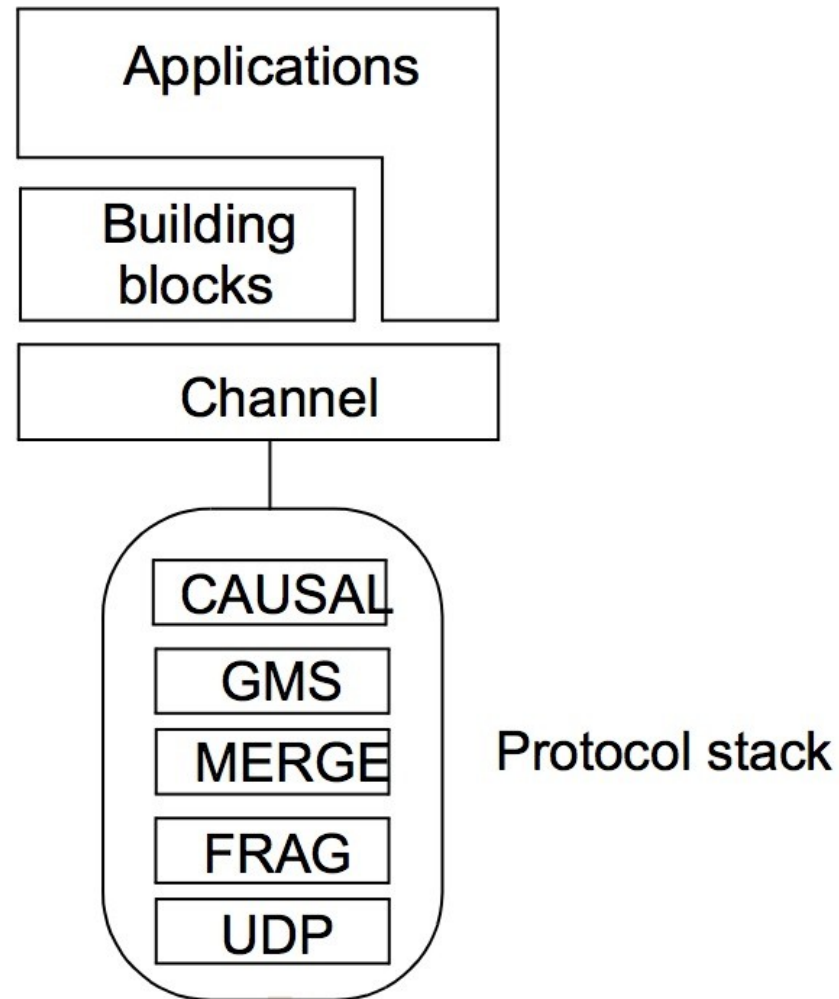 Applications
Building
blocks
Channel
CAUSAL
GMS
MERGE
Protocol stack
FRAG
UDP